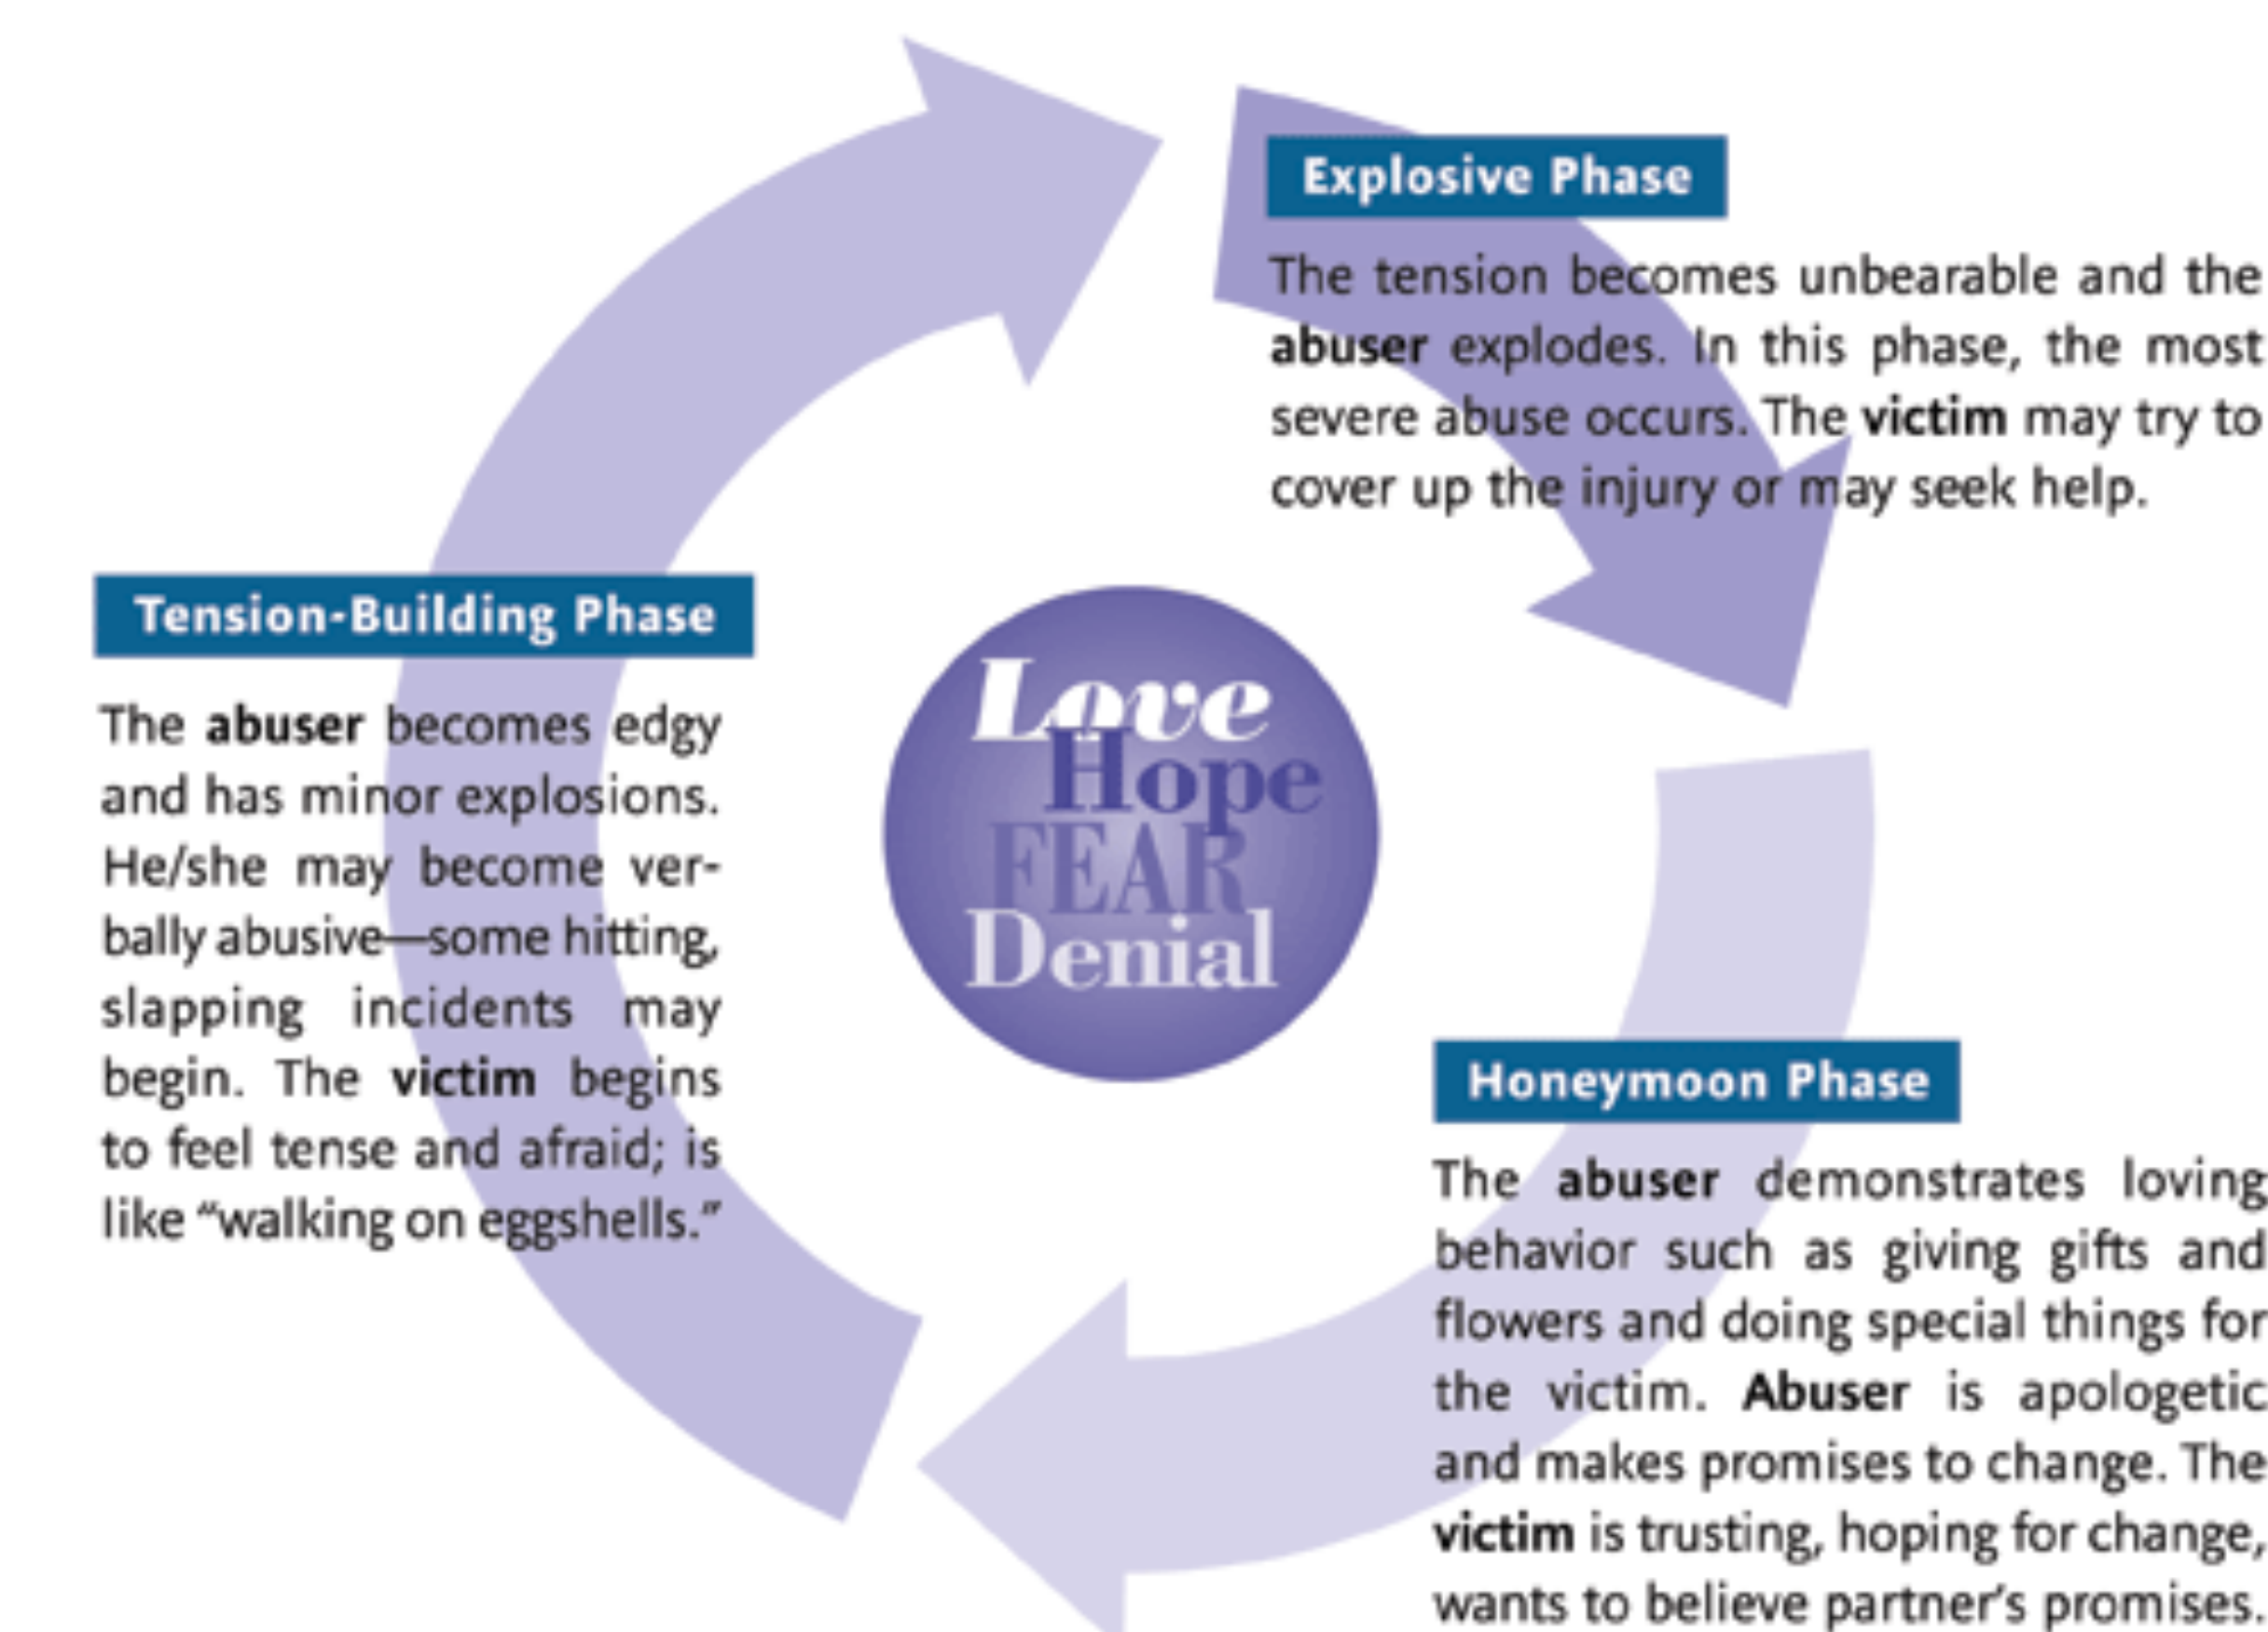 Explosive Phase
The tension becomes unbearable and the
abuser explodes. In this phase, the most
severe abuse occurs. The victim may try to
cover up the injury or may seek help.
Tension-Building Phase
The abuser becomes edgy
and has minor explosions.
He/she may become ver-
bally abusive—some hitting,
slapping incidents may
begin. The victim begins
to feel tense and afraid; is
like “walking on eggshells.”
Love
Hope
FEAR
Denial
Honeymoon Phase
The abuser demonstrates loving
behavior such as giving gifts and
flowers and doing special things for
the victim. Abuser is apologetic
and makes promises to change. The
victim is trusting, hoping for change,
wants to believe partner’s promises.